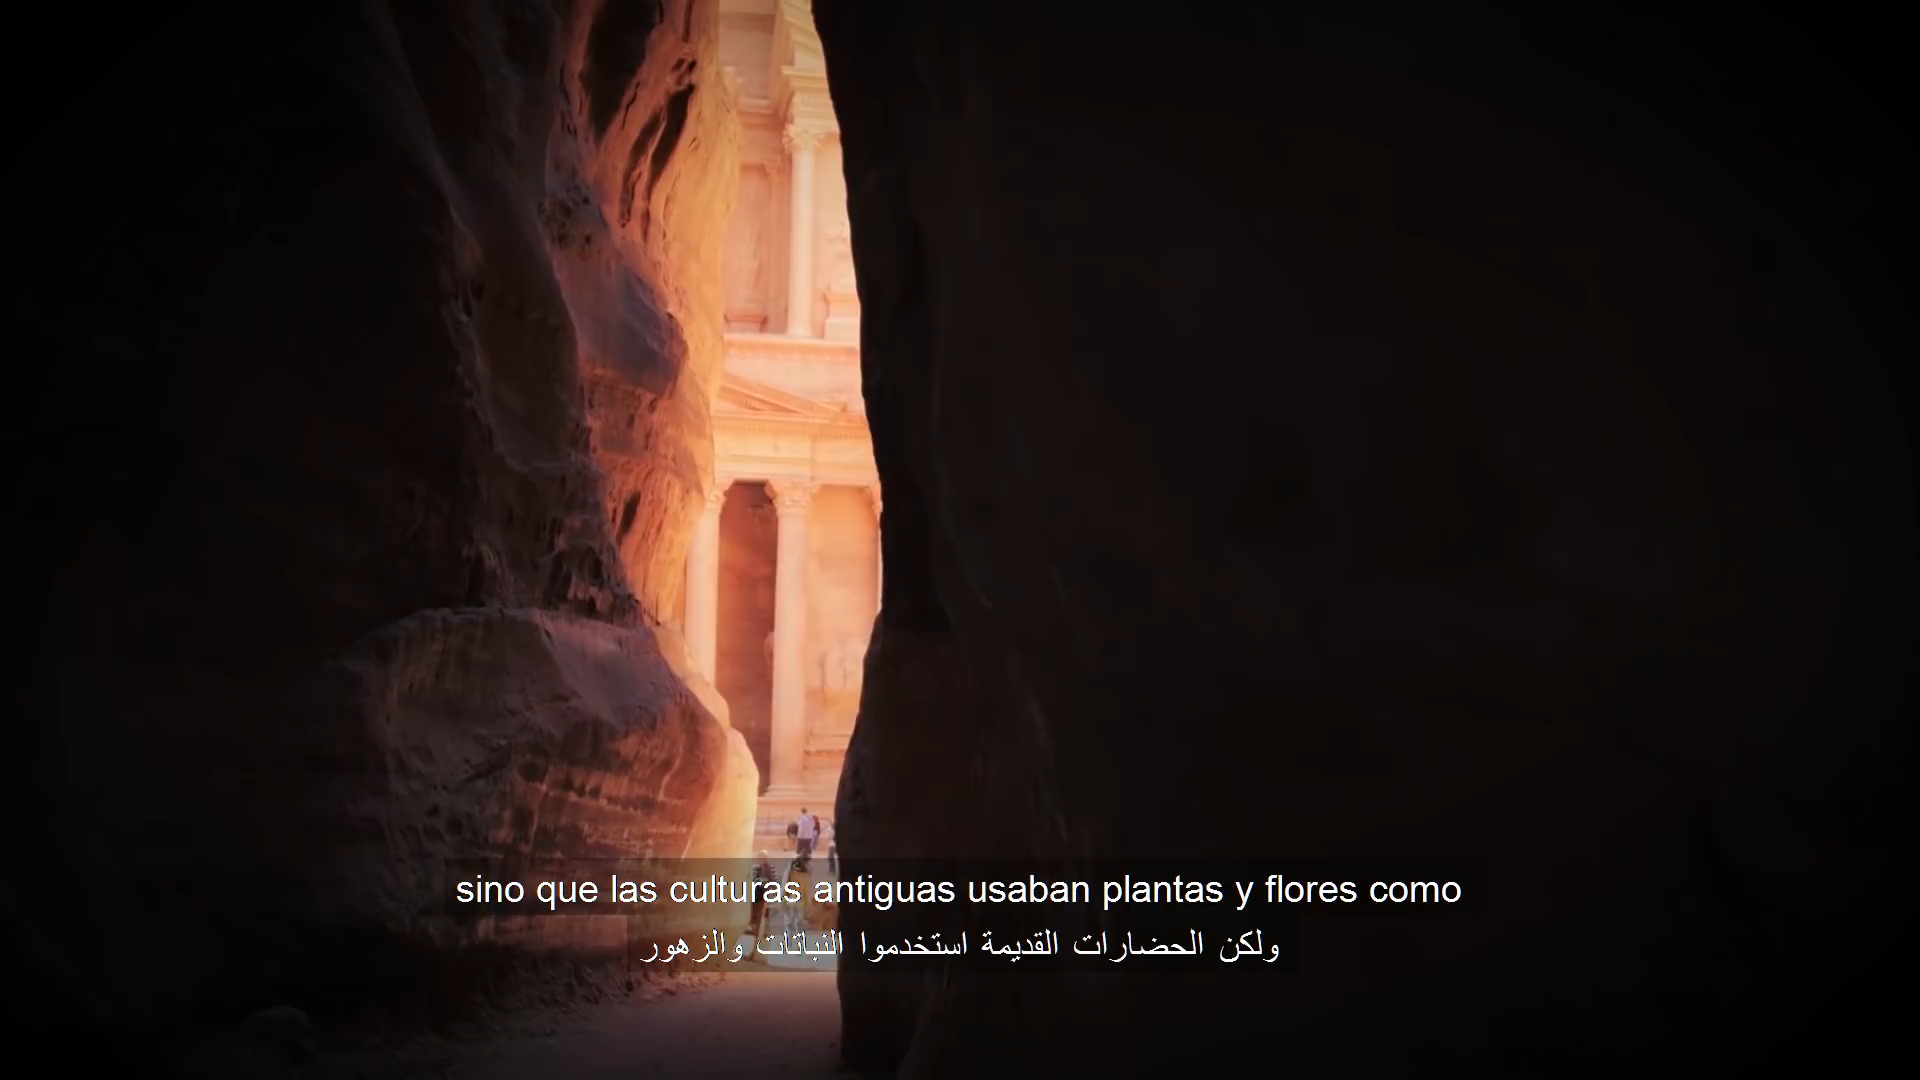 sino que las culturas antiguas usaban plantas y flores como
ولكن الحضارات القديمة استخدموا النباتات والزهور